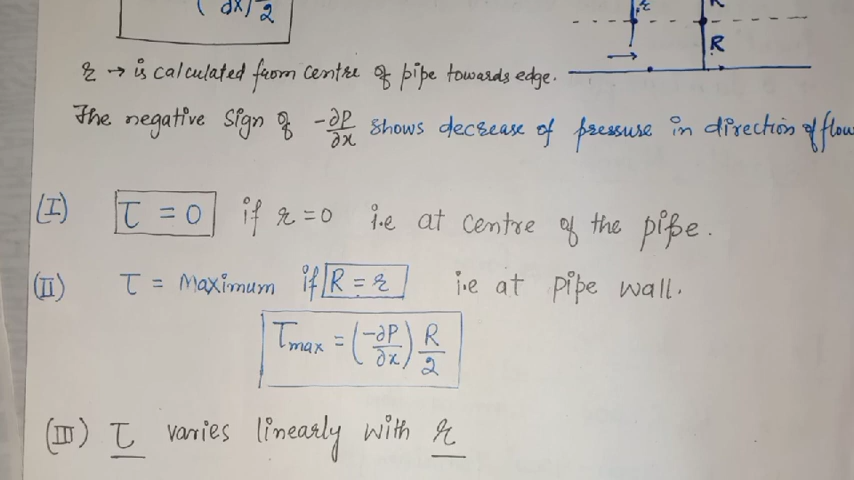 (∂x) 2
r R
r → is calculated from centre of pipe towards edge. R
The negative sign of -∂P/∂x shows decrease of pressure in direction of flow
(I) τ = 0 if r = 0 i.e at centre of the pipe.
(II) τ = Maximum if R = r i.e at pipe wall.
τmax = (-∂P/∂x) R/2
(III) τ varies linearly with r